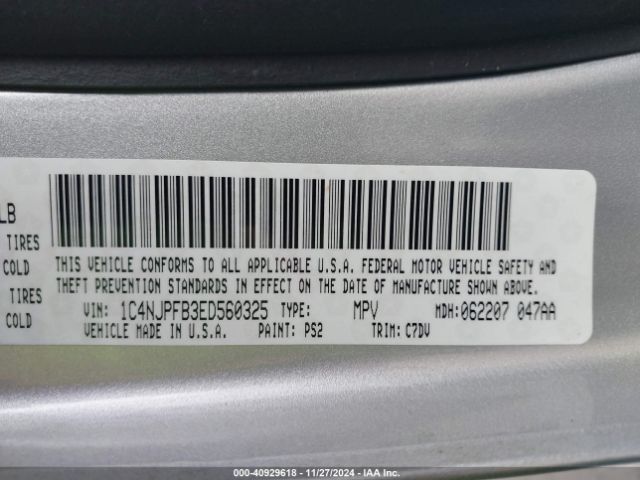 LB
TIRES
COLD
TIRES
COLD
THIS VEHICLE CONFORMS TO ALL APPLICABLE U.S.A. FEDERAL MOTOR VEHICLE SAFETY AND
THEFT PREVENTION STANDARDS IN EFFECT ON THE DATE OF MANUFACTURE SHOWN ABOVE.
VIN: 1C4NJPFB3ED560325 TYPE: MPV MDH: 062207 047AA
VEHICLE MADE IN U.S.A. PAINT: PS2 TRIM: C7DV
000-40929618 - 11/27/2024 - IAA Inc.